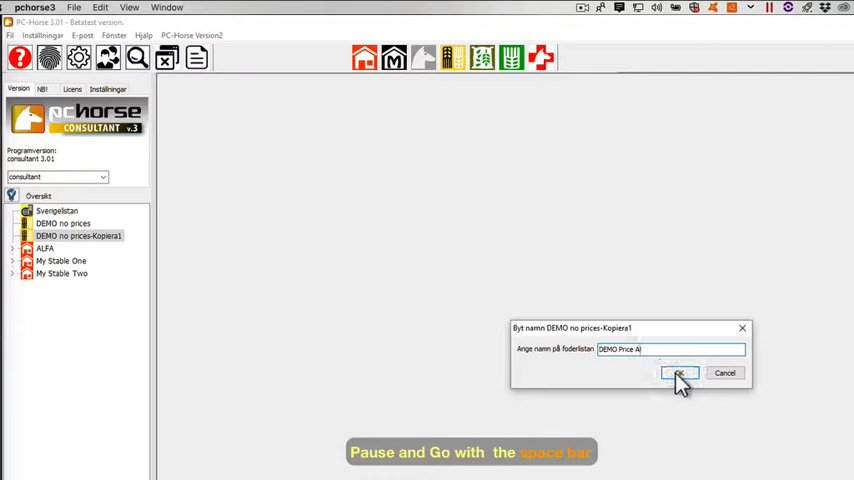 pchorse3 File Edit View Window
PC-Horse 3.01 - Betatest version.
Fil Inställningar E-post Fönster Hjälp PC-Horse Version2
Version NB! Licens Inställningar
pchorse
CONSULTANT v.3
Programversion:
consultant 3.01
consultant
Översikt
Sverigelistan
DEMO no prices
DEMO no prices-Kopiera1
ALFA
My Stable One
My Stable Two
Byt namn DEMO no prices-Kopiera1
Ange namn på foderlistan DEMO Price A
OK Cancel
Pause and Go with the space bar